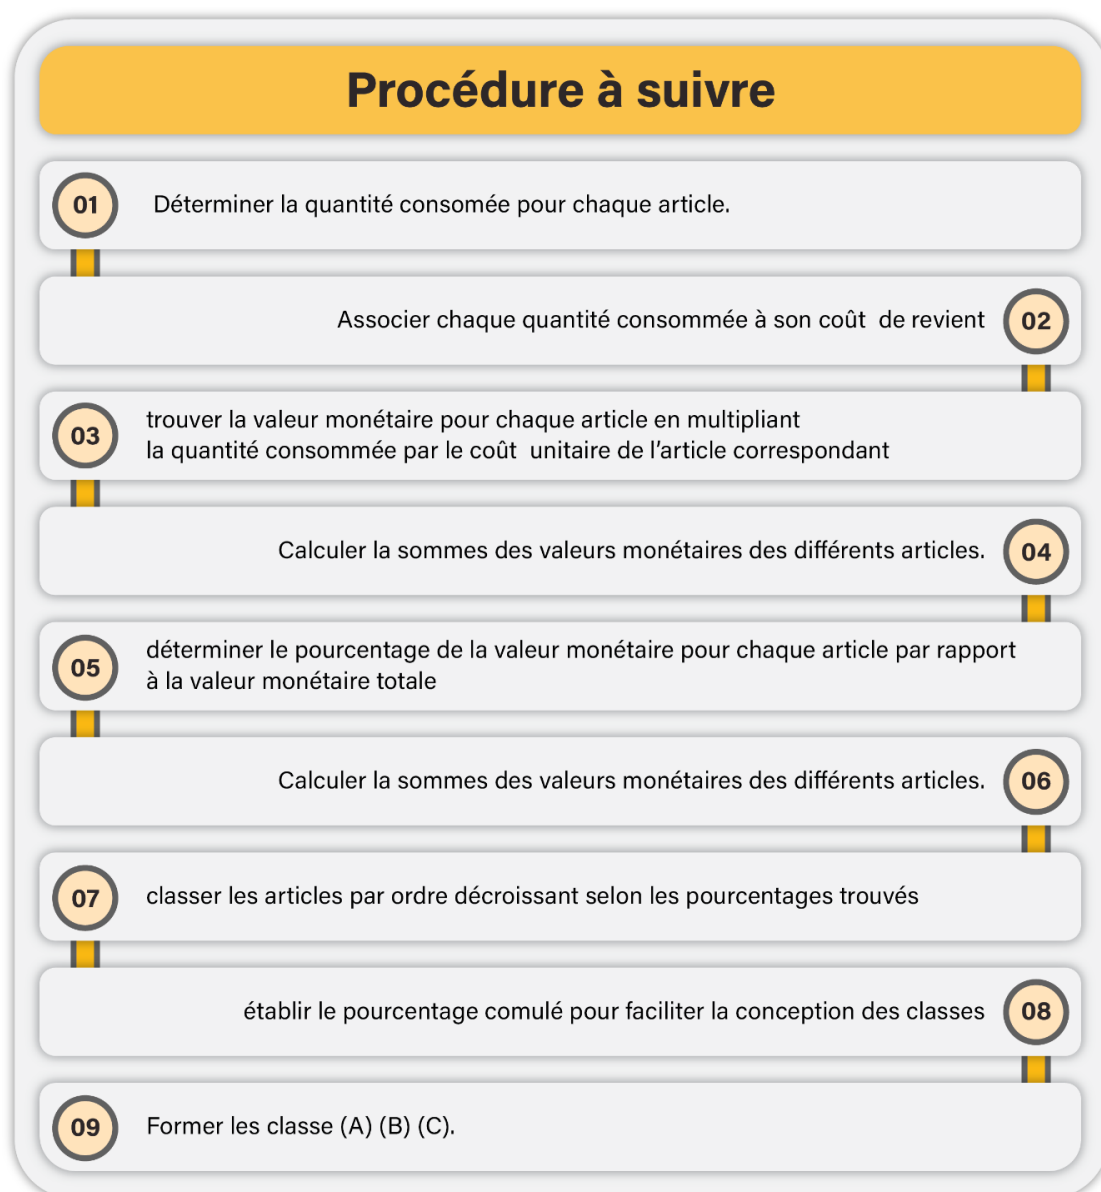 Procédure à suivre
01
Déterminer la quantité consomée pour chaque article.
Associer chaque quantité consommée à son coût de revient
02
03
trouver la valeur monétaire pour chaque article en multipliant
la quantité consommée par le coût unitaire de l'article correspondant
Calculer la sommes des valeurs monétaires des différents articles.
04
05
déterminer le pourcentage de la valeur monétaire pour chaque article par rapport
à la valeur monétaire totale
Calculer la sommes des valeurs monétaires des différents articles.
06
07
classer les articles par ordre décroissant selon les pourcentages trouvés
établir le pourcentage comulé pour faciliter la conception des classes
08
09
Former les classe (A) (B) (C).